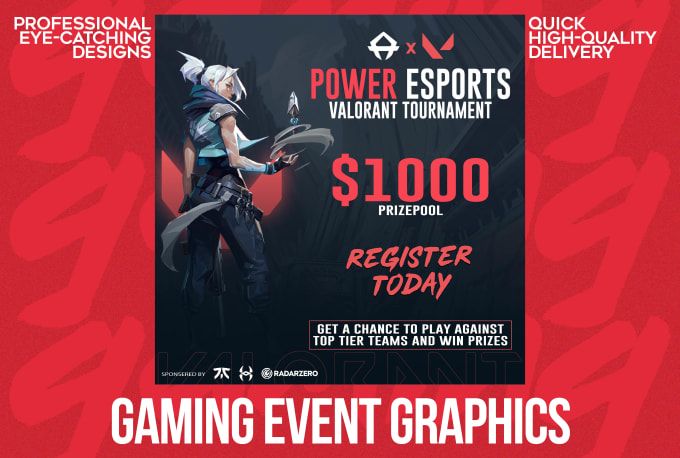 PROFESSIONAL
EYE-CATCHING
DESIGNS
QUICK
HIGH-QUALITY
DELIVERY
X
POWER ESPORTS
VALORANT TOURNAMENT
$1000
PRIZEPOOL
REGISTER
TODAY
GET A CHANCE TO PLAY AGAINST
TOP TIER TEAMS AND WIN PRIZES
VALORANT
SPONSERED BY RADARZERO
GAMING EVENT GRAPHICS